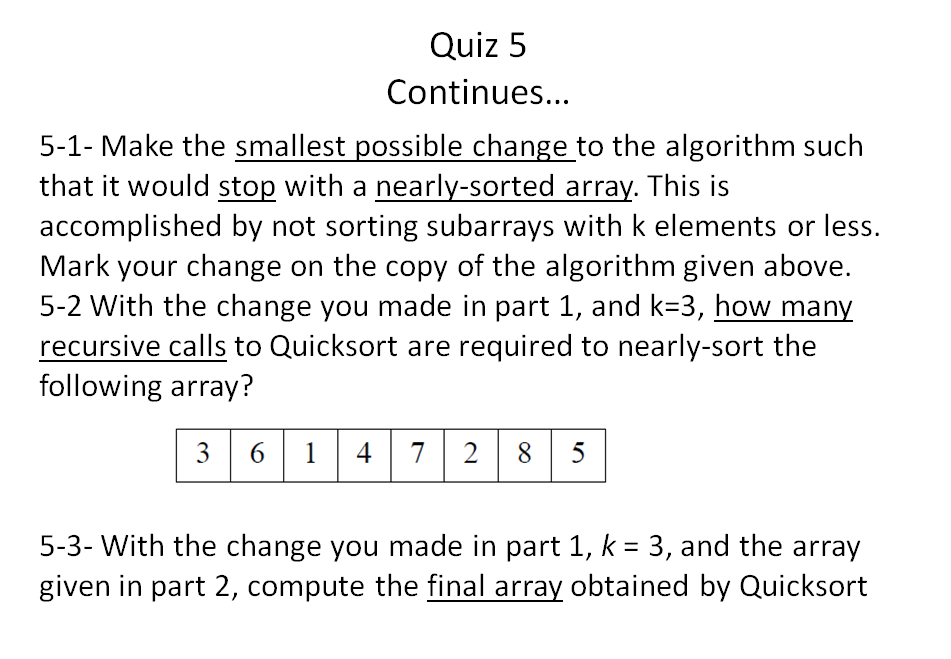 Quiz 5
Continues...
5-1- Make the smallest possible change to the algorithm such
that it would stop with a nearly-sorted array. This is
accomplished by not sorting subarrays with k elements or less.
Mark your change on the copy of the algorithm given above.
5-2 With the change you made in part 1, and k=3, how many
recursive calls to Quicksort are required to nearly-sort the
following array?
3 6 1 4 7 2 8 5
5-3- With the change you made in part 1, k = 3, and the array
given in part 2, compute the final array obtained by Quicksort